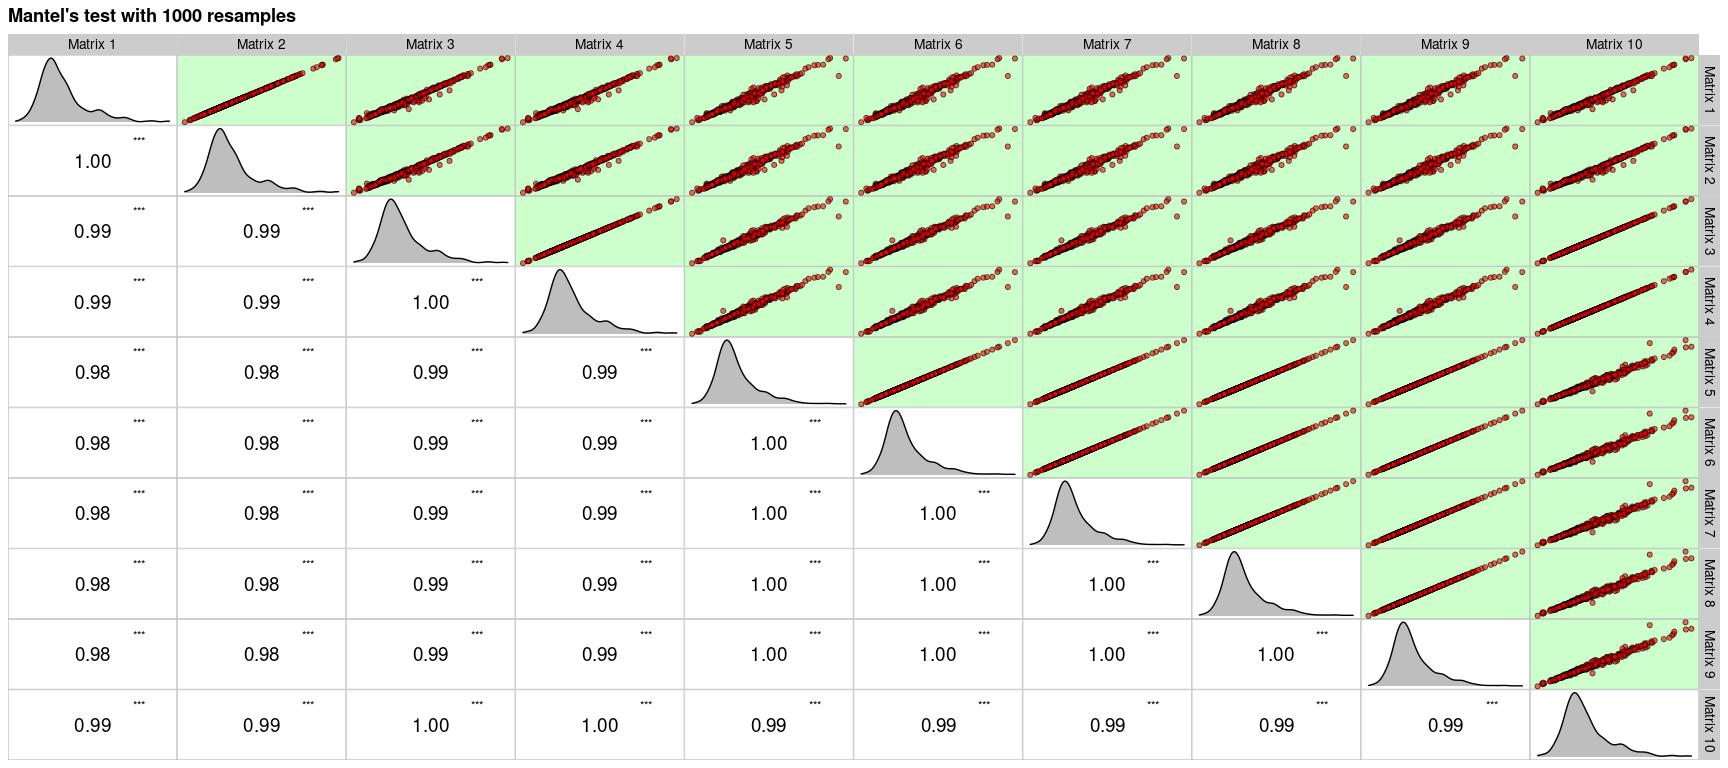 Mantel's test with 1000 resamples
Matrix 1 Matrix 2 Matrix 3 Matrix 4 Matrix 5 Matrix 6 Matrix 7 Matrix 8 Matrix 9 Matrix 10
Matrix 1
***
1.00
Matrix 2
*** ***
0.99 0.99
Matrix 3
*** *** ***
0.99 0.99 1.00
Matrix 4
*** *** *** ***
0.98 0.98 0.99 0.99
Matrix 5
*** *** *** *** ***
0.98 0.98 0.99 0.99 1.00
Matrix 6
*** *** *** *** *** ***
0.98 0.98 0.99 0.99 1.00 1.00
Matrix 7
*** *** *** *** *** *** ***
0.98 0.98 0.99 0.99 1.00 1.00 1.00
Matrix 8
*** *** *** *** *** *** *** ***
0.98 0.98 0.99 0.99 1.00 1.00 1.00 1.00
Matrix 9
*** *** *** *** *** *** *** *** ***
0.99 0.99 1.00 1.00 0.99 0.99 0.99 0.99 0.99
Matrix 10